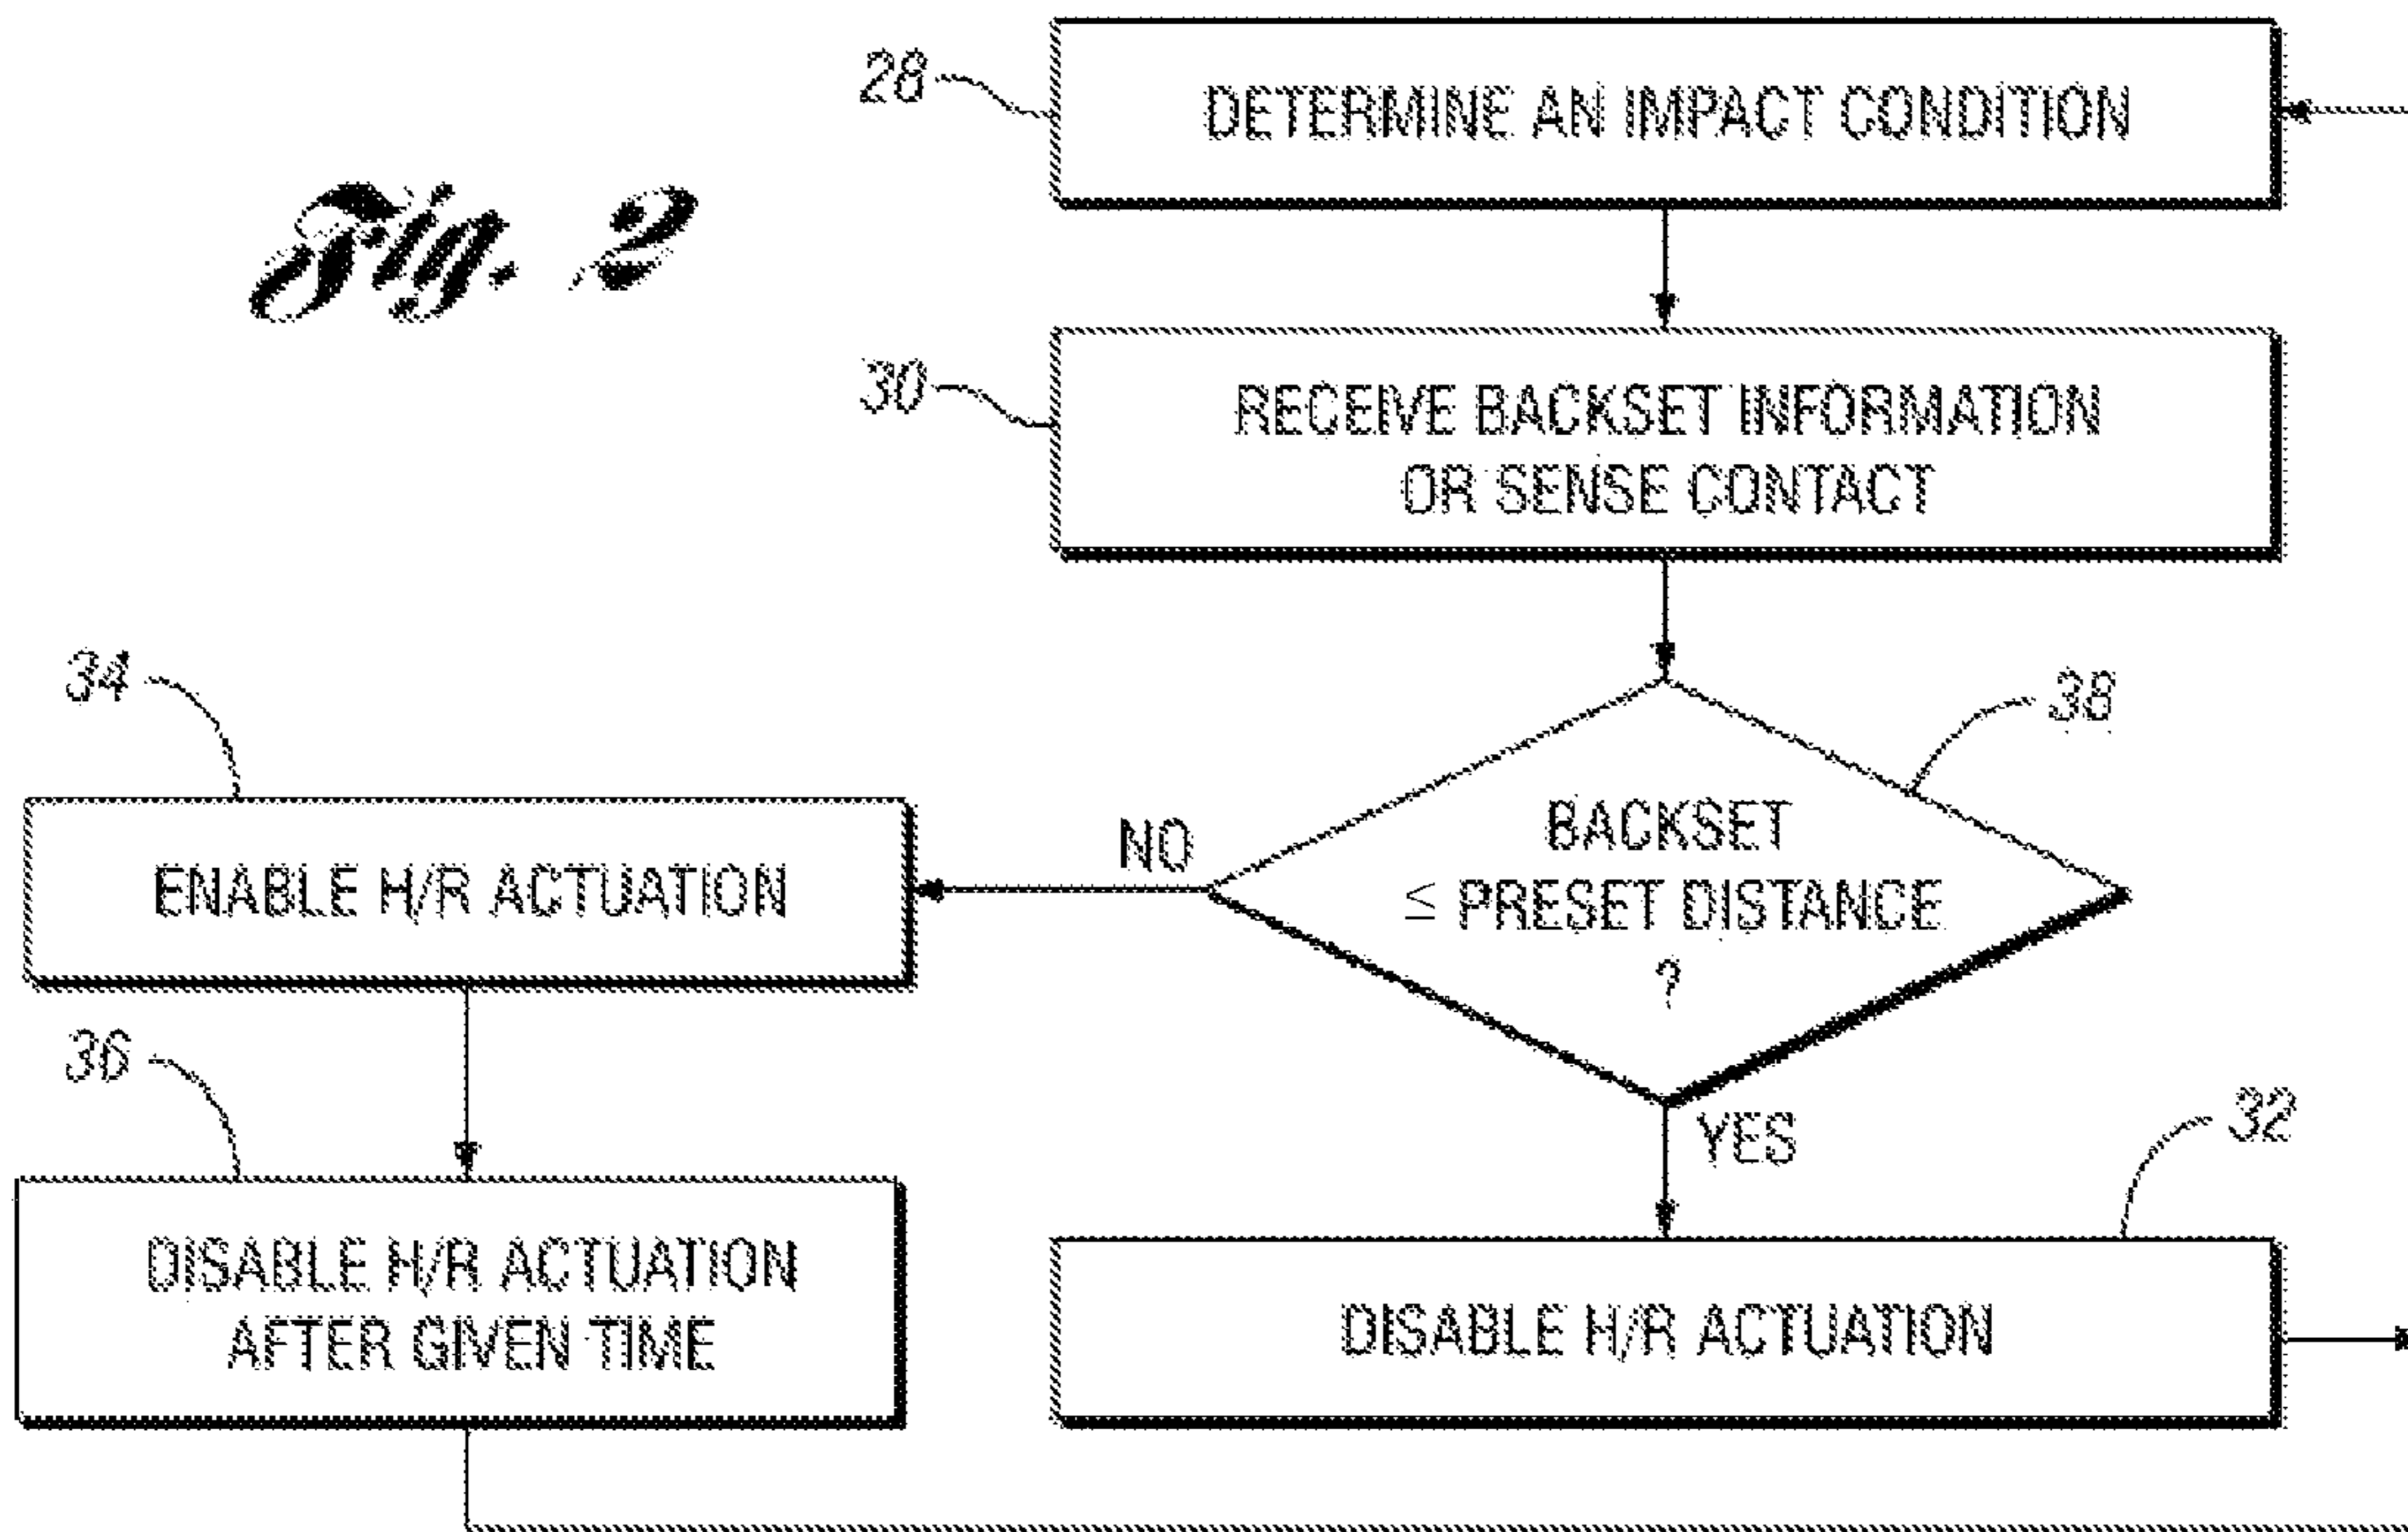 Fig. 2
28
DETERMINE AN IMPACT CONDITION
30
RECEIVE BACKSET INFORMATION
OR SENSE CONTACT
34
38
ENABLE H/R ACTUATION
NO
BACKSET
≤ PRESET DISTANCE
?
36
YES
32
DISABLE H/R ACTUATION
AFTER GIVEN TIME
DISABLE H/R ACTUATION